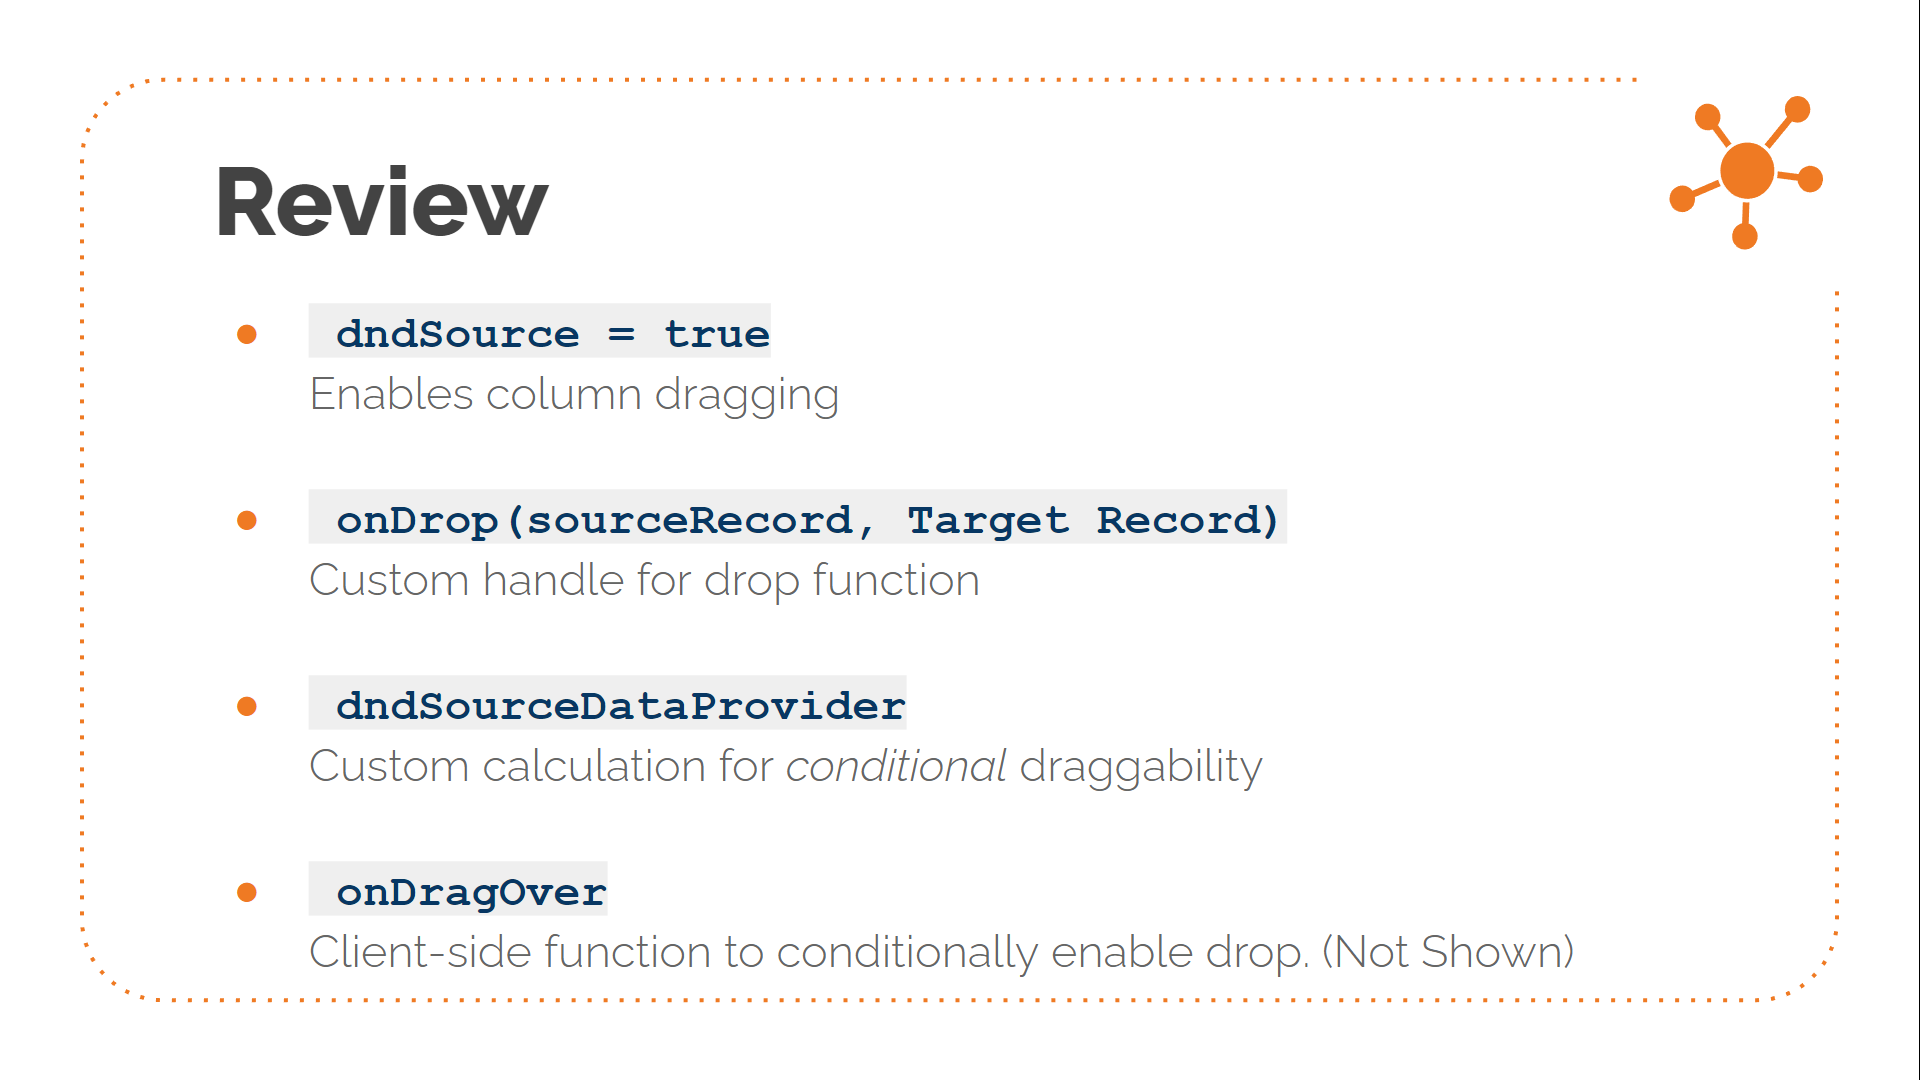 Review
dndSource = true
Enables column dragging
onDrop(sourceRecord, Target Record)
Custom handle for drop function
dndSourceDataProvider
Custom calculation for conditional draggability
onDragOver
Client-side function to conditionally enable drop. (Not Shown)